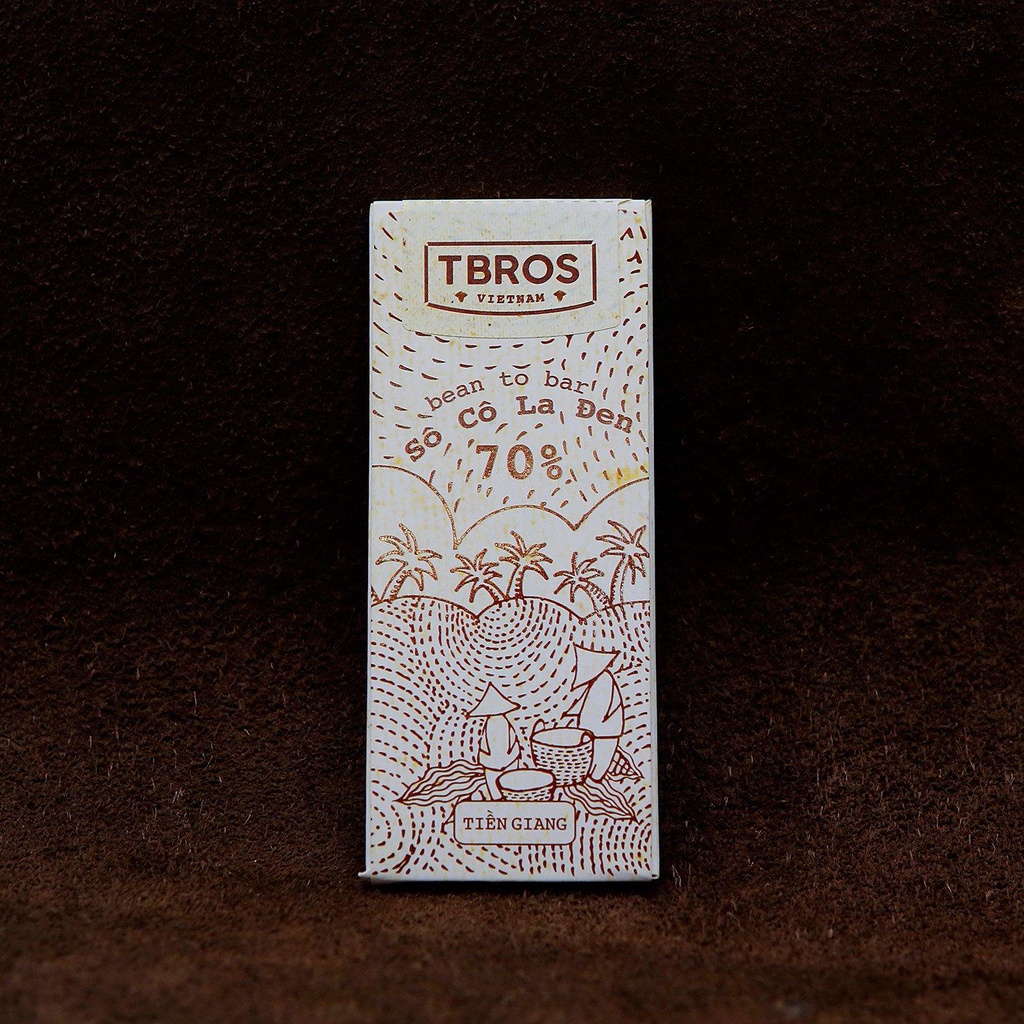 TBROS
VIETNAM
bean to bar
Sô Cô La Đen
70%
TIỀN GIANG